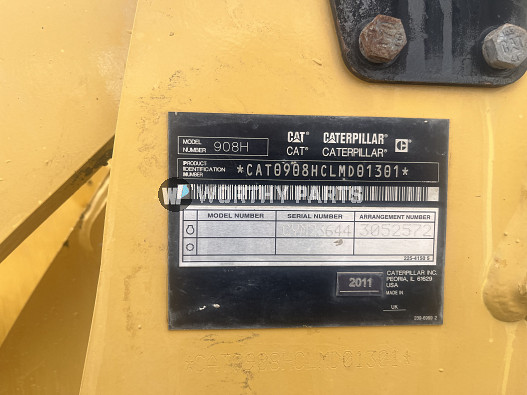 MODEL NUMBER 908H CAT® CATERPILLAR
CAT® CATERPILLAR
PRODUCT IDENTIFICATION NUMBER *CAT0908HCLMD01301*
WORTHY PARTS
MODEL NUMBER SERIAL NUMBER ARRANGEMENT NUMBER
3052572
2011 CATERPILLAR INC.
PEORIA, IL 61629
USA
MADE IN
UK